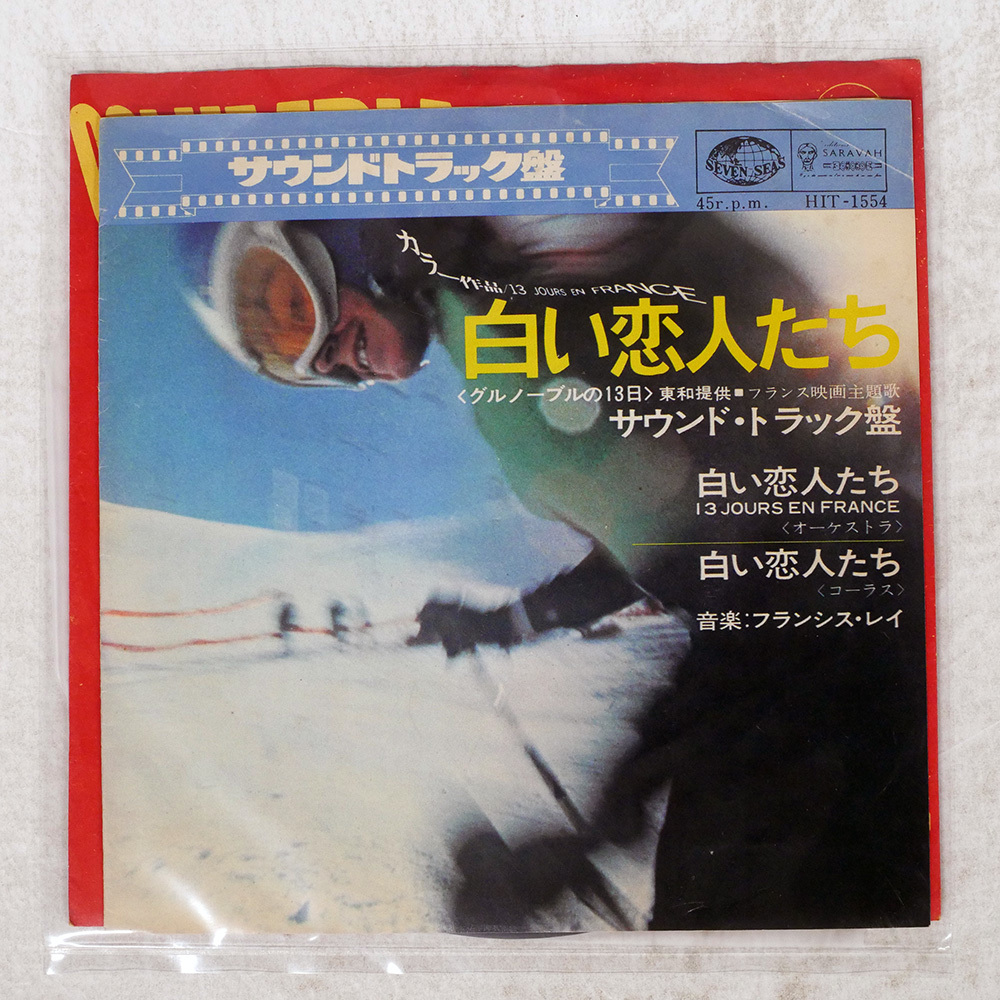 サウンドトラック盤
SEVEN SEAS
SARAVAH
45r.p.m.
HIT-1554
カラー作品/13 JOURS EN FRANCE
白い恋人たち
〈グルノーブルの13日〉東和提供■フランス映画主題歌
サウンド・トラック盤
白い恋人たち
13 JOURS EN FRANCE
〈オーケストラ〉
白い恋人たち
〈コーラス〉
音楽:フランシス・レイ